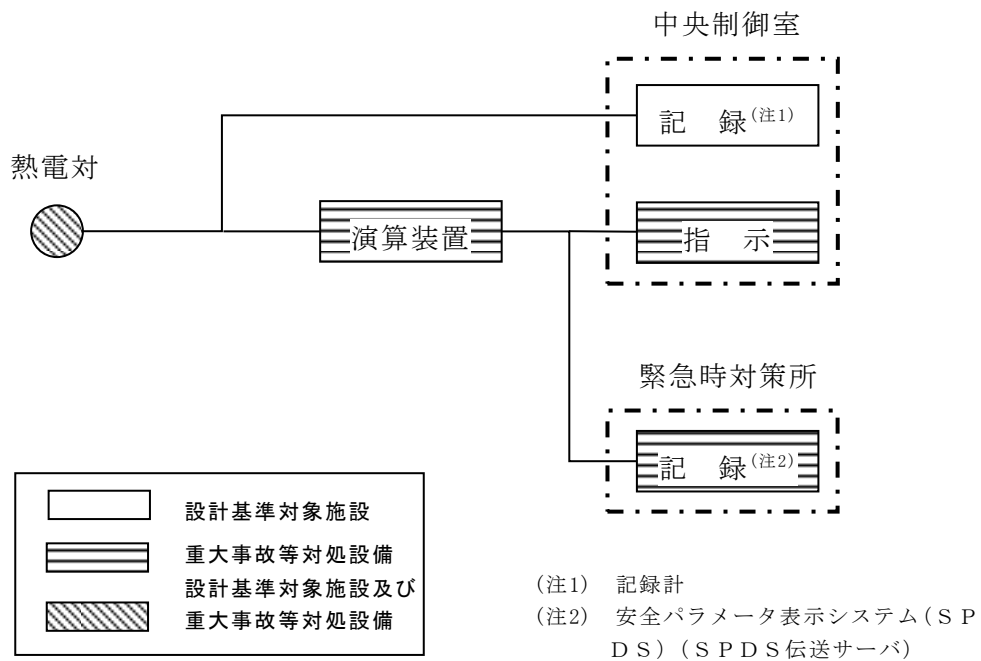 中央制御室
記　録(注1)
熱電対
演算装置
指　示
緊急時対策所
記　録(注2)
設計基準対象施設
重大事故等対処設備
設計基準対象施設及び
重大事故等対処設備
(注1)　記録計
(注2)　安全パラメータ表示システム(ＳＰ
ＤＳ)(ＳＰＤＳ伝送サーバ)